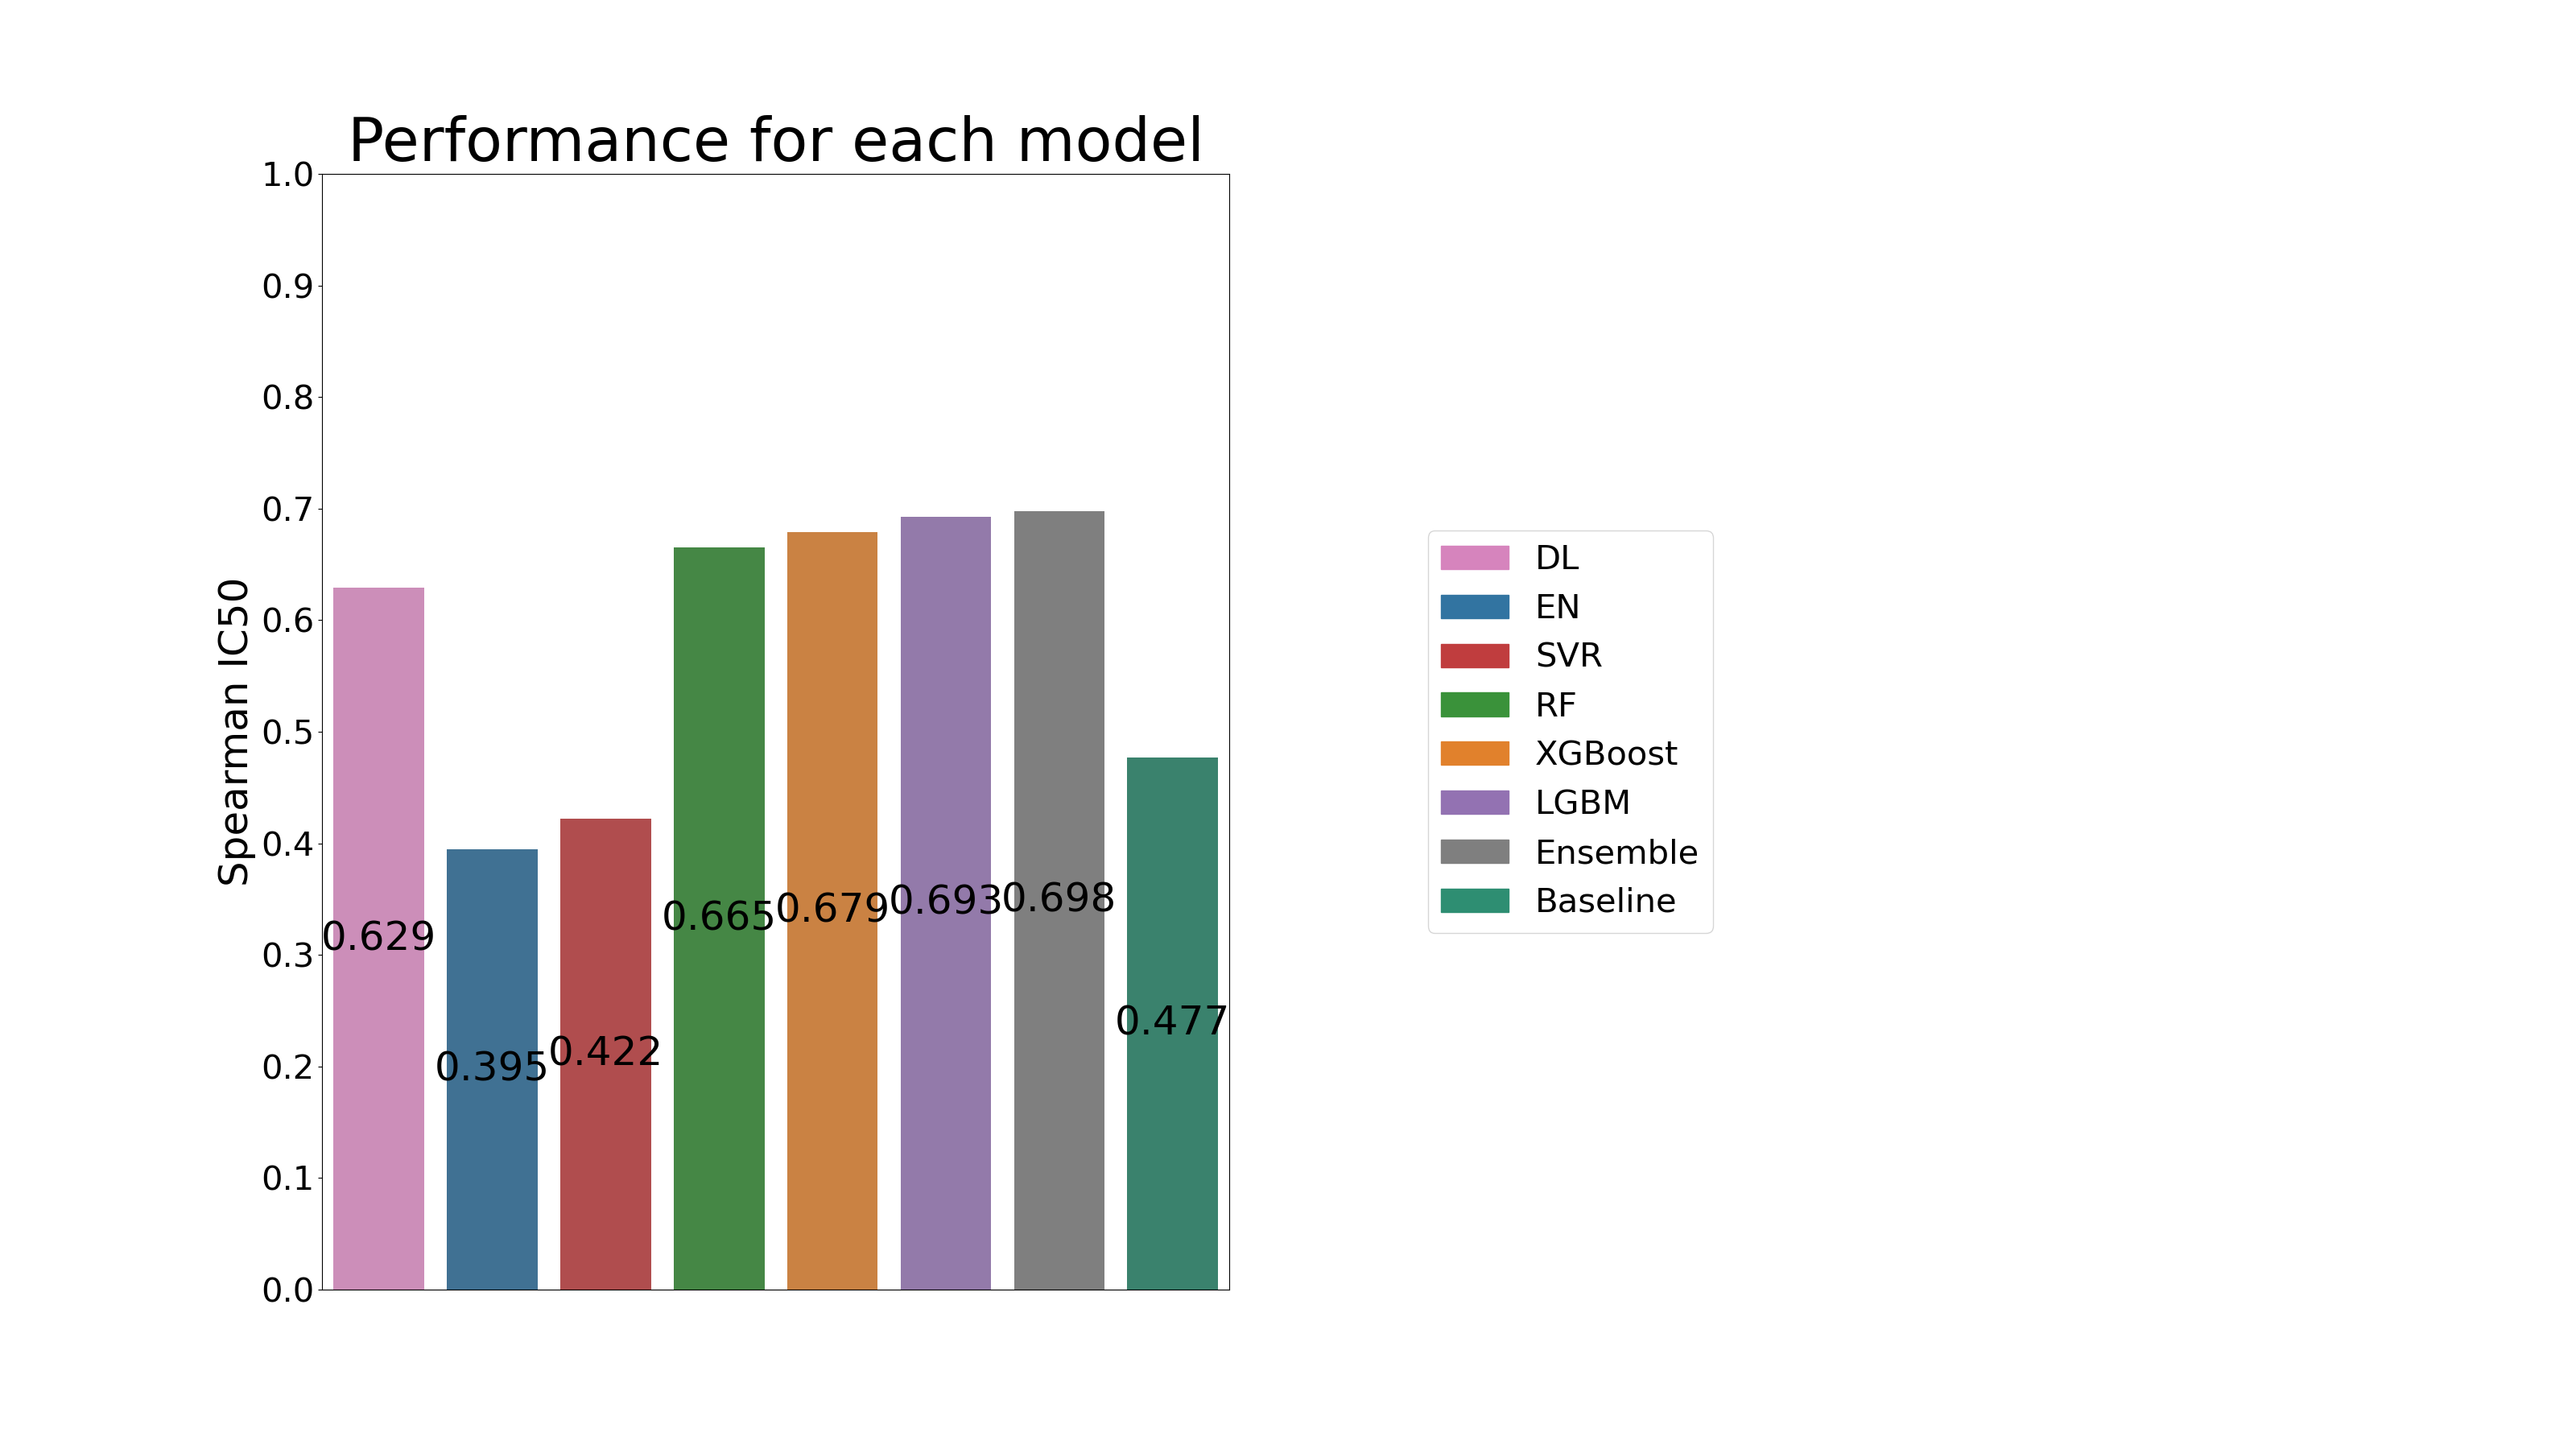 Performance for each model
1.0
0.9
0.8
0.7
0.6
0.5
0.4
0.3
0.2
0.1
0.0
Spearman IC50
0.629
0.395
0.422
0.665
0.679
0.693
0.698
0.477
DL
EN
SVR
RF
XGBoost
LGBM
Ensemble
Baseline